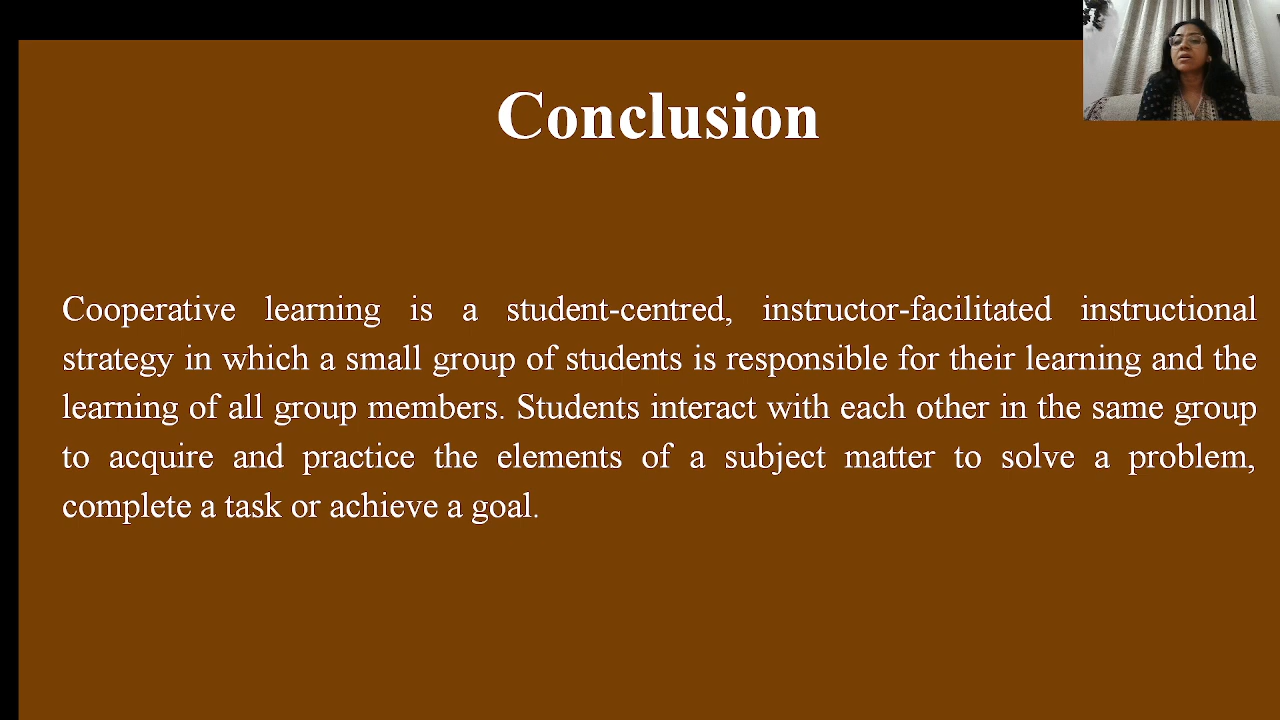 Conclusion
Cooperative learning is a student-centred, instructor-facilitated instructional
strategy in which a small group of students is responsible for their learning and the
learning of all group members. Students interact with each other in the same group
to acquire and practice the elements of a subject matter to solve a problem,
complete a task or achieve a goal.